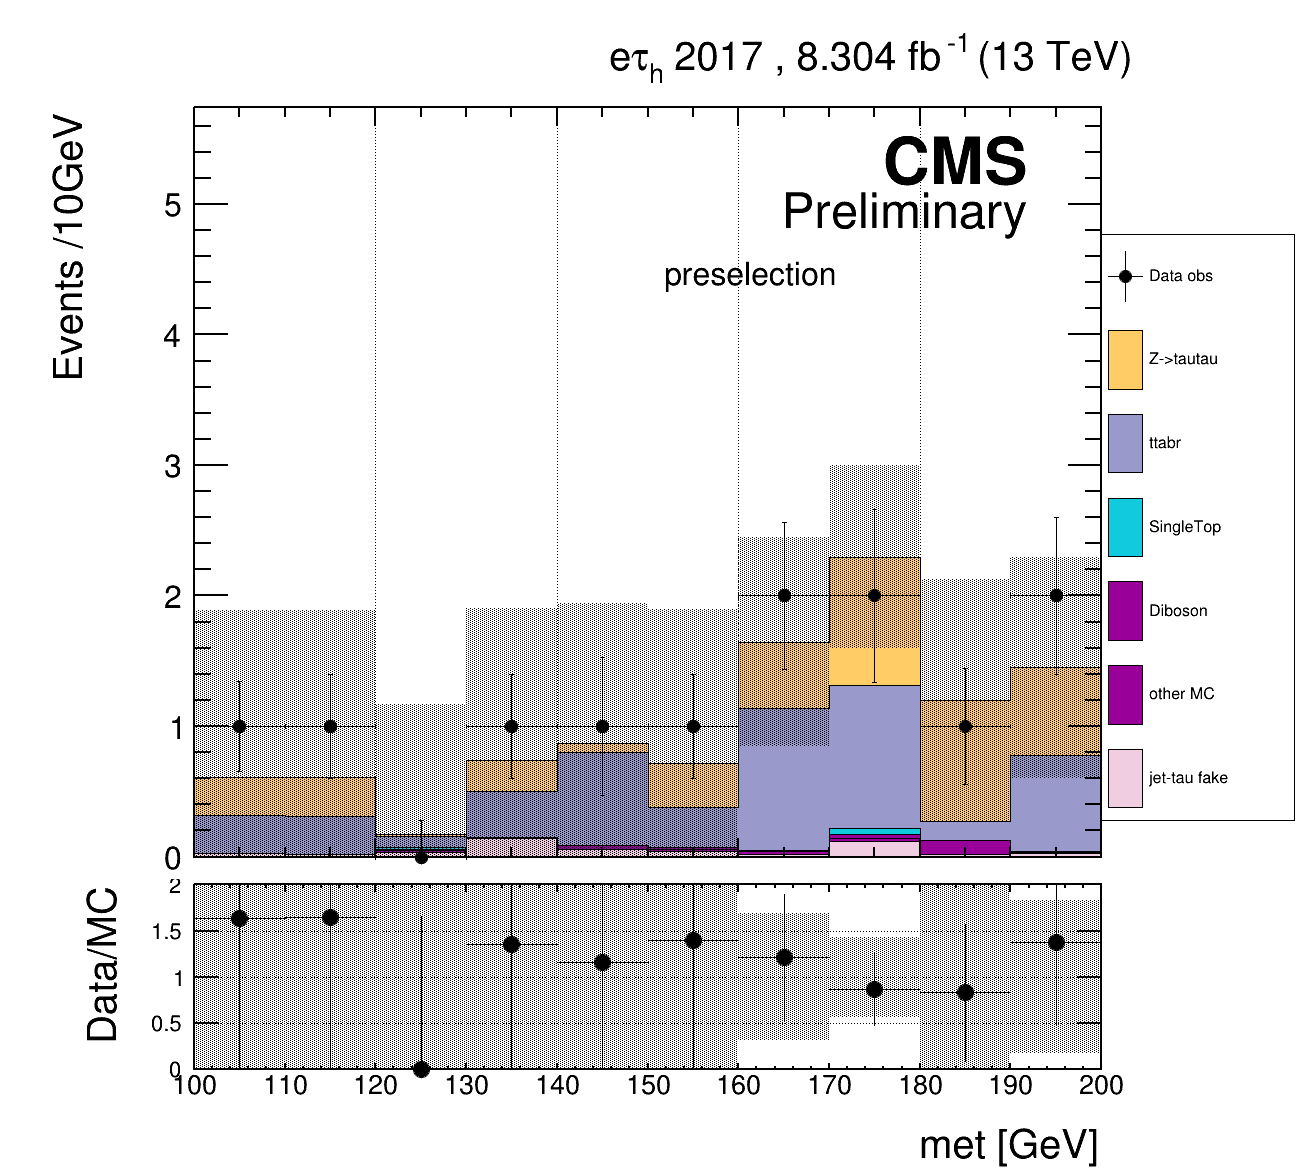 eτh 2017 , 8.304 fb-1 (13 TeV)
Events /10GeV
CMS
Preliminary
preselection
5
4
3
2
1
0
Data obs
Z->tautau
ttabr
SingleTop
Diboson
other MC
jet-tau fake
Data/MC
2
1.5
1
0.5
0
100 110 120 130 140 150 160 170 180 190 200
met [GeV]